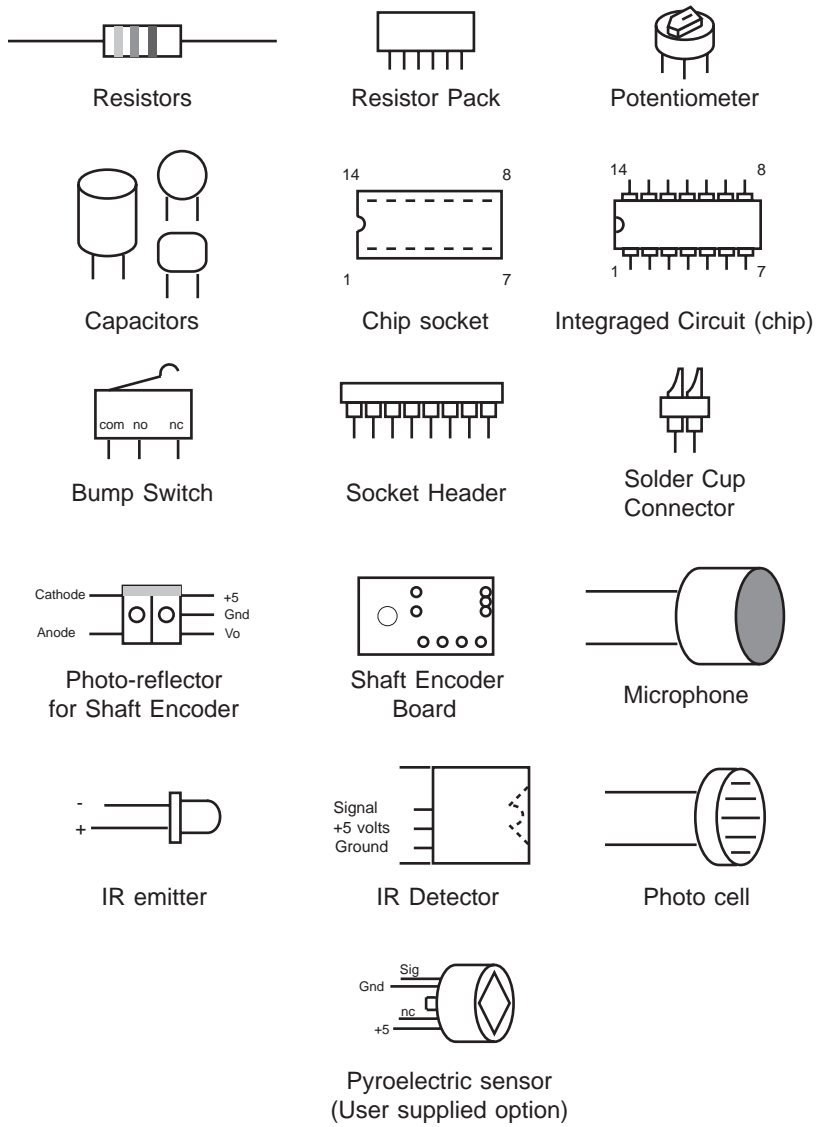 Resistors
Resistor Pack
Potentiometer
14
8
1
7
Capacitors
Chip socket
14
8
1
7
Integraged Circuit (chip)
com no nc
Bump Switch
Socket Header
Solder Cup
Connector
Cathode
Anode
+5
Gnd
Vo
Photo-reflector
for Shaft Encoder
Shaft Encoder
Board
Microphone
-
+
IR emitter
Signal
+5 volts
Ground
IR Detector
Photo cell
Sig
Gnd
nc
+5
Pyroelectric sensor
(User supplied option)